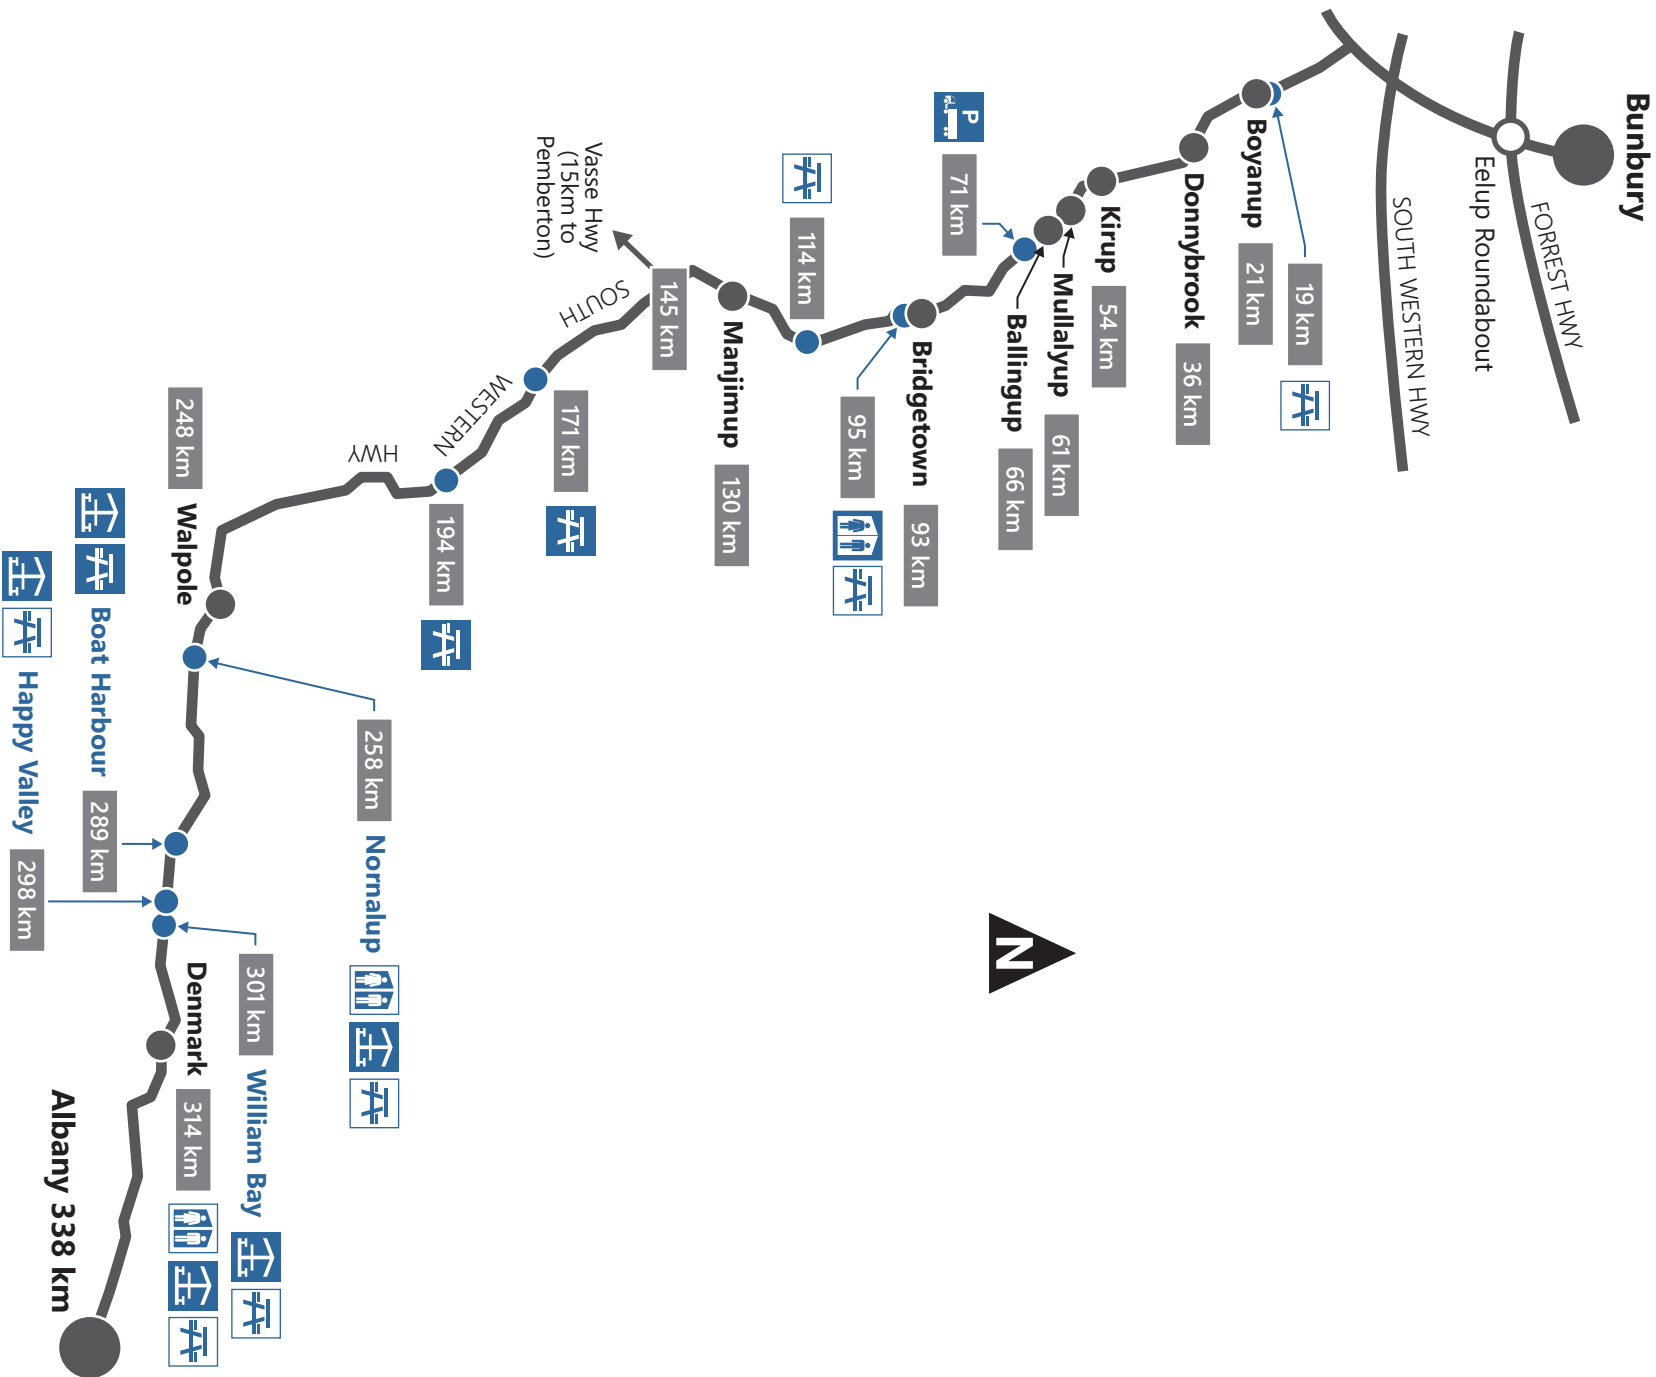 Bunbury
FORREST HWY
Eelup Roundabout
SOUTH WESTERN HWY
19 km
Boyanup 21 km
Donnybrook 36 km
Kirup 54 km
Mullalyup 61 km
Ballingup 66 km
P
71 km
Bridgetown 93 km
95 km
114 km
Manjimup 130 km
145 km
Vasse Hwy
(15km to
Pemberton)
SOUTH
WESTERN
HWY
171 km
194 km
248 km Walpole
258 km Nornalup
Boat Harbour 289 km
Happy Valley 298 km
301 km William Bay
Denmark 314 km
Albany 338 km
N